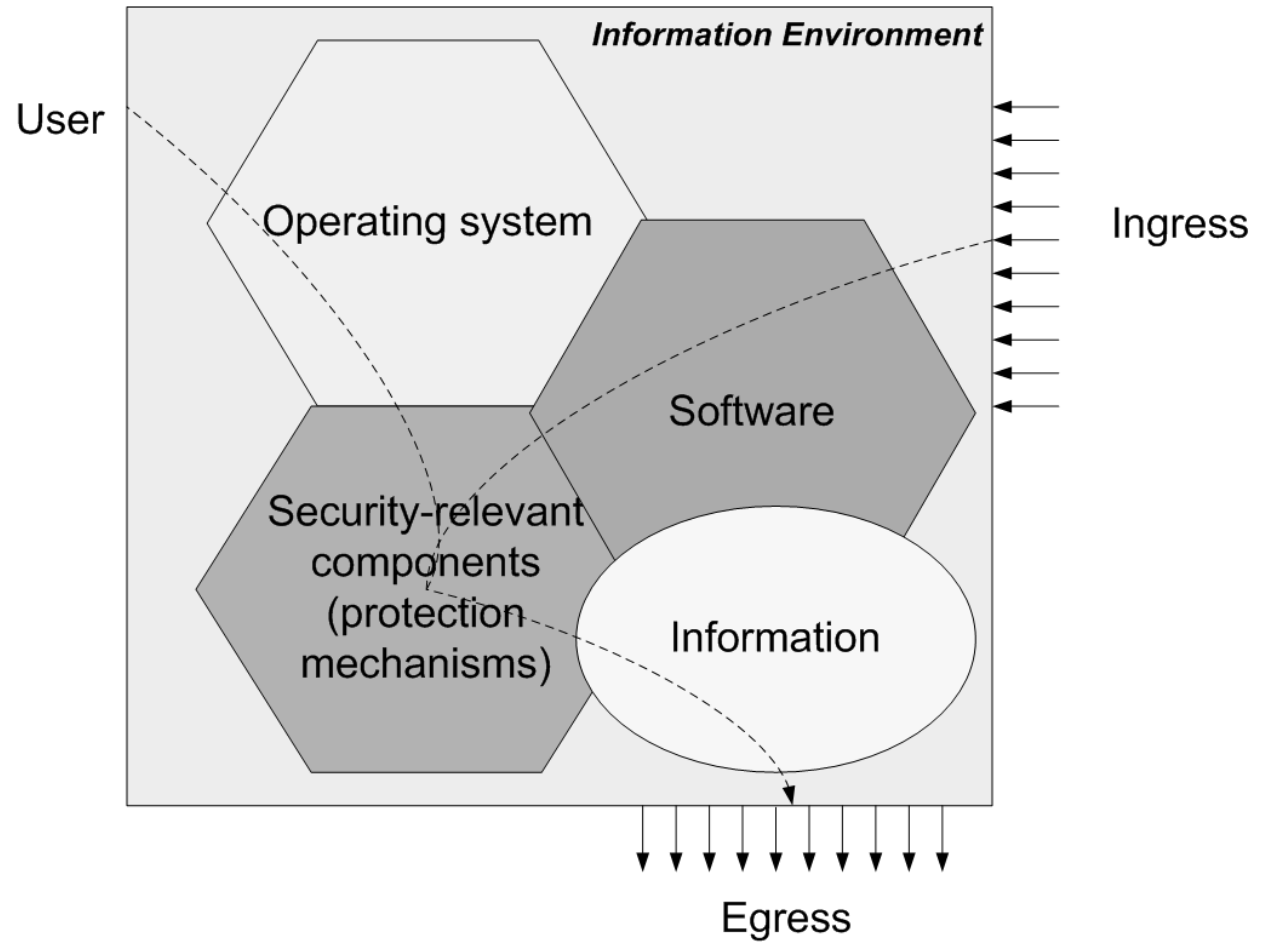 Information Environment
User
Operating system
Ingress
Software
Security-relevant
components
(protection
mechanisms)
Information
Egress